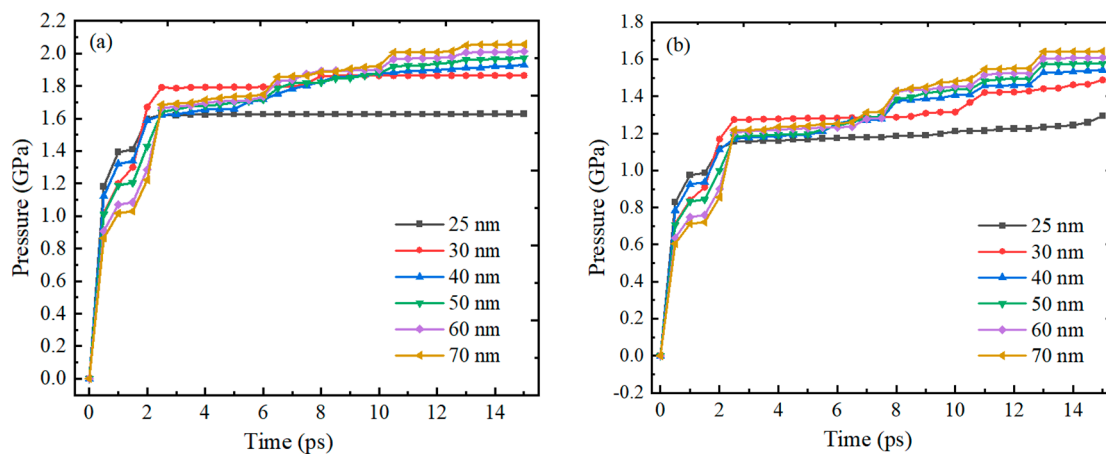 (a)
Pressure (GPa)
2.2
2.0
1.8
1.6
1.4
1.2
1.0
0.8
0.6
0.4
0.2
0.0
25 nm
30 nm
40 nm
50 nm
60 nm
70 nm
0 2 4 6 8 10 12 14
Time (ps)
(b)
Pressure (GPa)
1.8
1.6
1.4
1.2
1.0
0.8
0.6
0.4
0.2
0.0
-0.2
25 nm
30 nm
40 nm
50 nm
60 nm
70 nm
0 2 4 6 8 10 12 14
Time (ps)